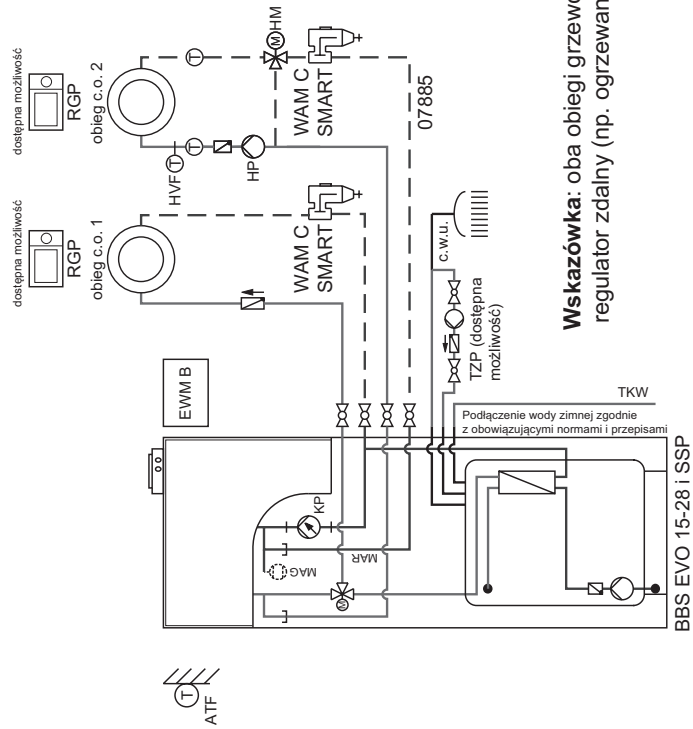 dostępna możliwość
RGP
obieg c.o. 1
dostępna możliwość
RGP
obieg c.o. 2
HVF
T
T
T
HP
M
HM
WAM C
SMART
WAM C
SMART
07885
EWM B
T
ATF
KP
MAG
MAR
M
c.w.u.
TZP (dostępna
możliwość)
TKW
Podłączenie wody zimnej zgodnie
z obowiązującymi normami i przepisami
BBS EVO 15-28 i SSP
Wskazówka: oba obiegi
regulator zdalny (np.